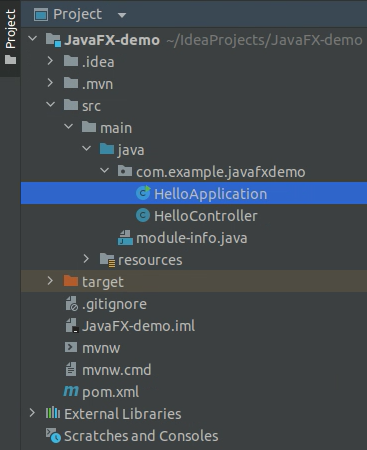 Project
Project
JavaFX-demo ~/IdeaProjects/JavaFX-demo
.idea
.mvn
src
main
java
com.example.javafxdemo
HelloApplication
HelloController
module-info.java
resources
target
.gitignore
JavaFX-demo.iml
mvnw
mvnw.cmd
pom.xml
External Libraries
Scratches and Consoles